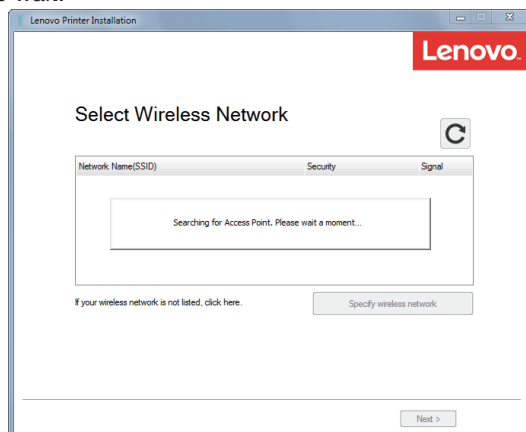 Lenovo Printer Installation
Lenovo
Select Wireless Network
Network Name(SSID) Security Signal
Searching for Access Point. Please wait a moment...
If your wireless network is not listed, click here. Specify wireless network
Next >